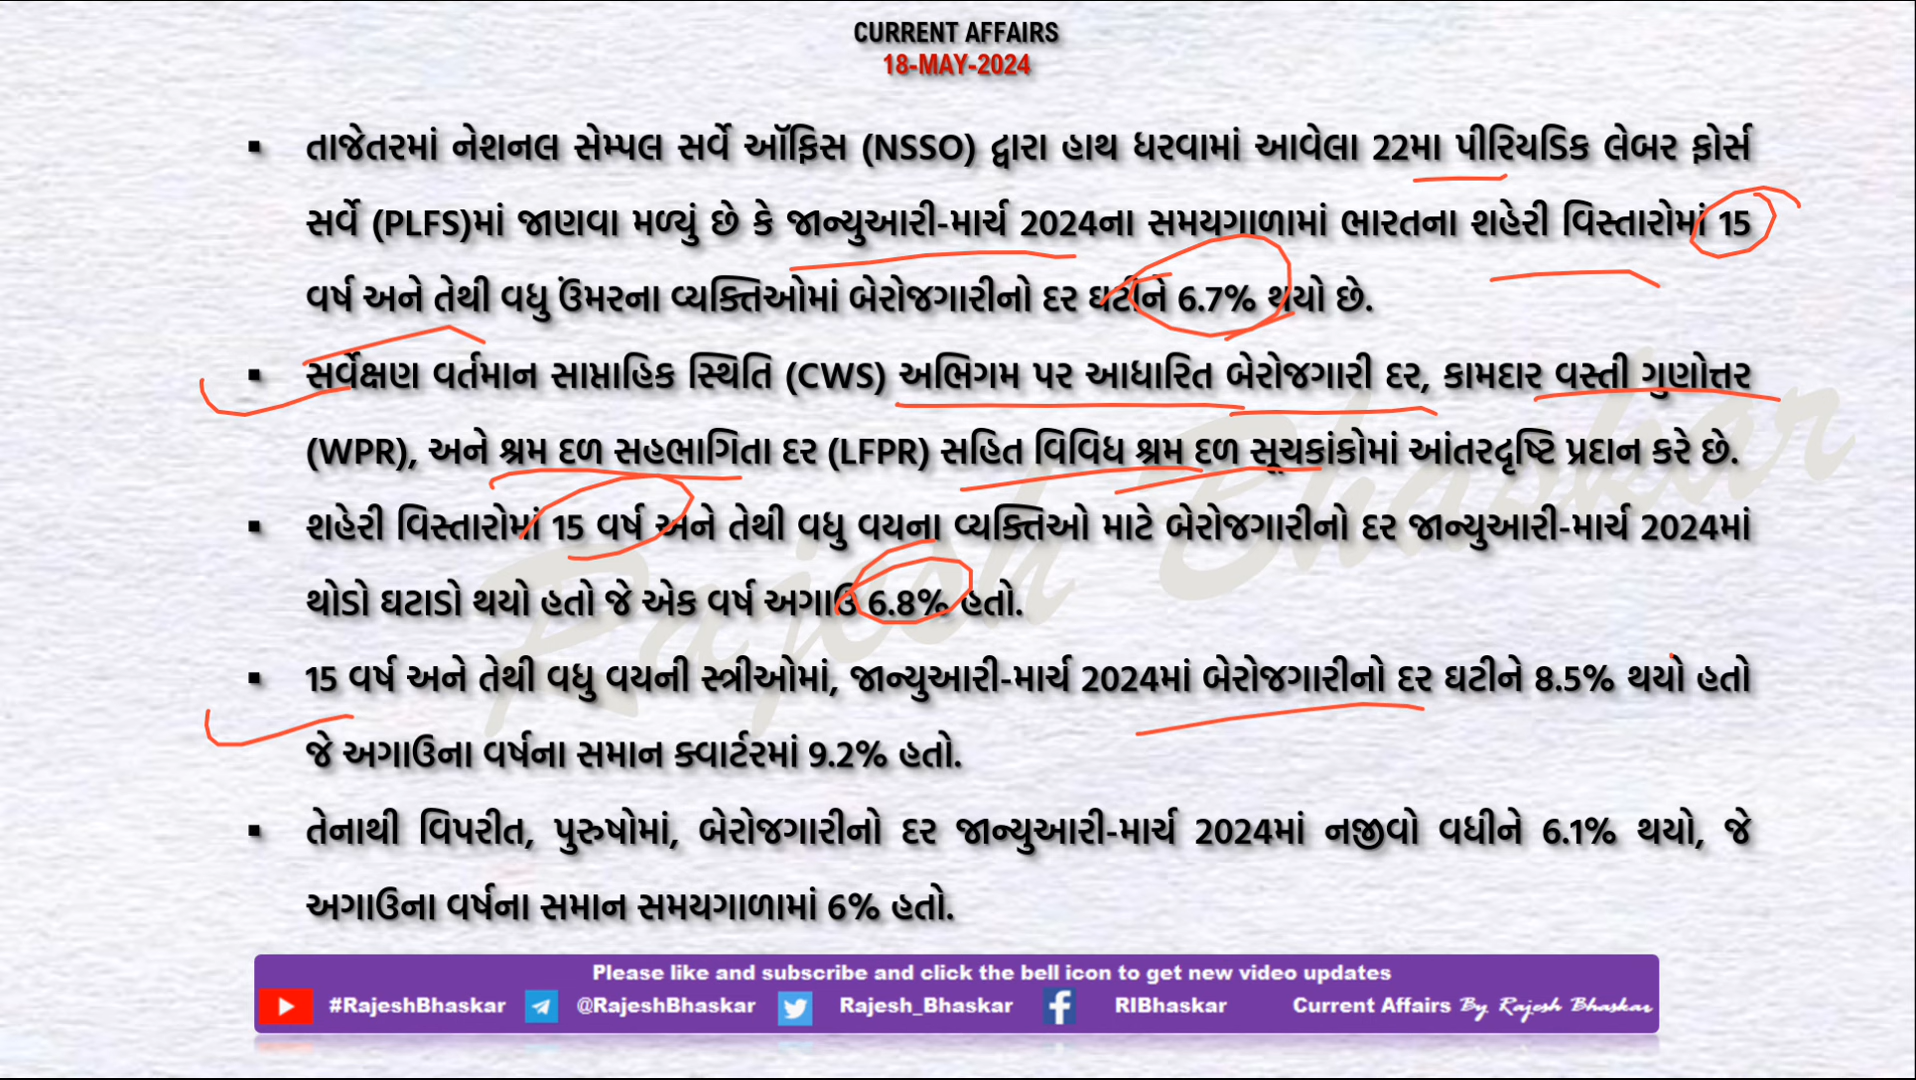 CURRENT AFFAIRS
18-MAY-2024
▪ તાજેતરમાં નેશનલ સેમ્પલ સર્વે ઑફિસ (NSSO) દ્વારા હાથ ધરવામાં આવેલા 22મા પીરિયડિક લેબર ફોર્સ
સર્વે (PLFS)માં જાણવા મળ્યું છે કે જાન્યુઆરી-માર્ચ 2024ના સમયગાળામાં ભારતના શહેરી વિસ્તારોમાં 15
વર્ષ અને તેથી વધુ ઉંમરના વ્યક્તિઓમાં બેરોજગારીનો દર ઘટીને 6.7% થયો છે.
▪ સર્વેક્ષણ વર્તમાન સાપ્તાહિક સ્થિતિ (CWS) અભિગમ પર આધારિત બેરોજગારી દર, કામદાર વસ્તી ગુણોત્તર
(WPR), અને શ્રમ દળ સહભાગિતા દર (LFPR) સહિત વિવિધ શ્રમ દળ સૂચકાંકોમાં આંતરદૃષ્ટિ પ્રદાન કરે છે.
▪ શહેરી વિસ્તારોમાં 15 વર્ષ અને તેથી વધુ વયના વ્યક્તિઓ માટે બેરોજગારીનો દર જાન્યુઆરી-માર્ચ 2024માં
થોડો ઘટાડો થયો હતો જે એક વર્ષ અગાઉ 6.8% હતો.
▪ 15 વર્ષ અને તેથી વધુ વયની સ્ત્રીઓમાં, જાન્યુઆરી-માર્ચ 2024માં બેરોજગારીનો દર ઘટીને 8.5% થયો હતો
જે અગાઉના વર્ષના સમાન ક્વાર્ટરમાં 9.2% હતો.
▪ તેનાથી વિપરીત, પુરુષોમાં, બેરોજગારીનો દર જાન્યુઆરી-માર્ચ 2024માં નજીવો વધીને 6.1% થયો, જે
અગાઉના વર્ષના સમાન સમયગાળામાં 6% હતો.
Rajesh Bhaskar
Please like and subscribe and click the bell icon to get new video updates
#RajeshBhaskar @RajeshBhaskar Rajesh_Bhaskar RIBhaskar Current Affairs By Rajesh Bhaskar